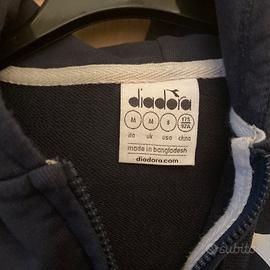 diadora
M M S 175 92A
ita uk usa china
made in bangladesh
diadora.com
subito